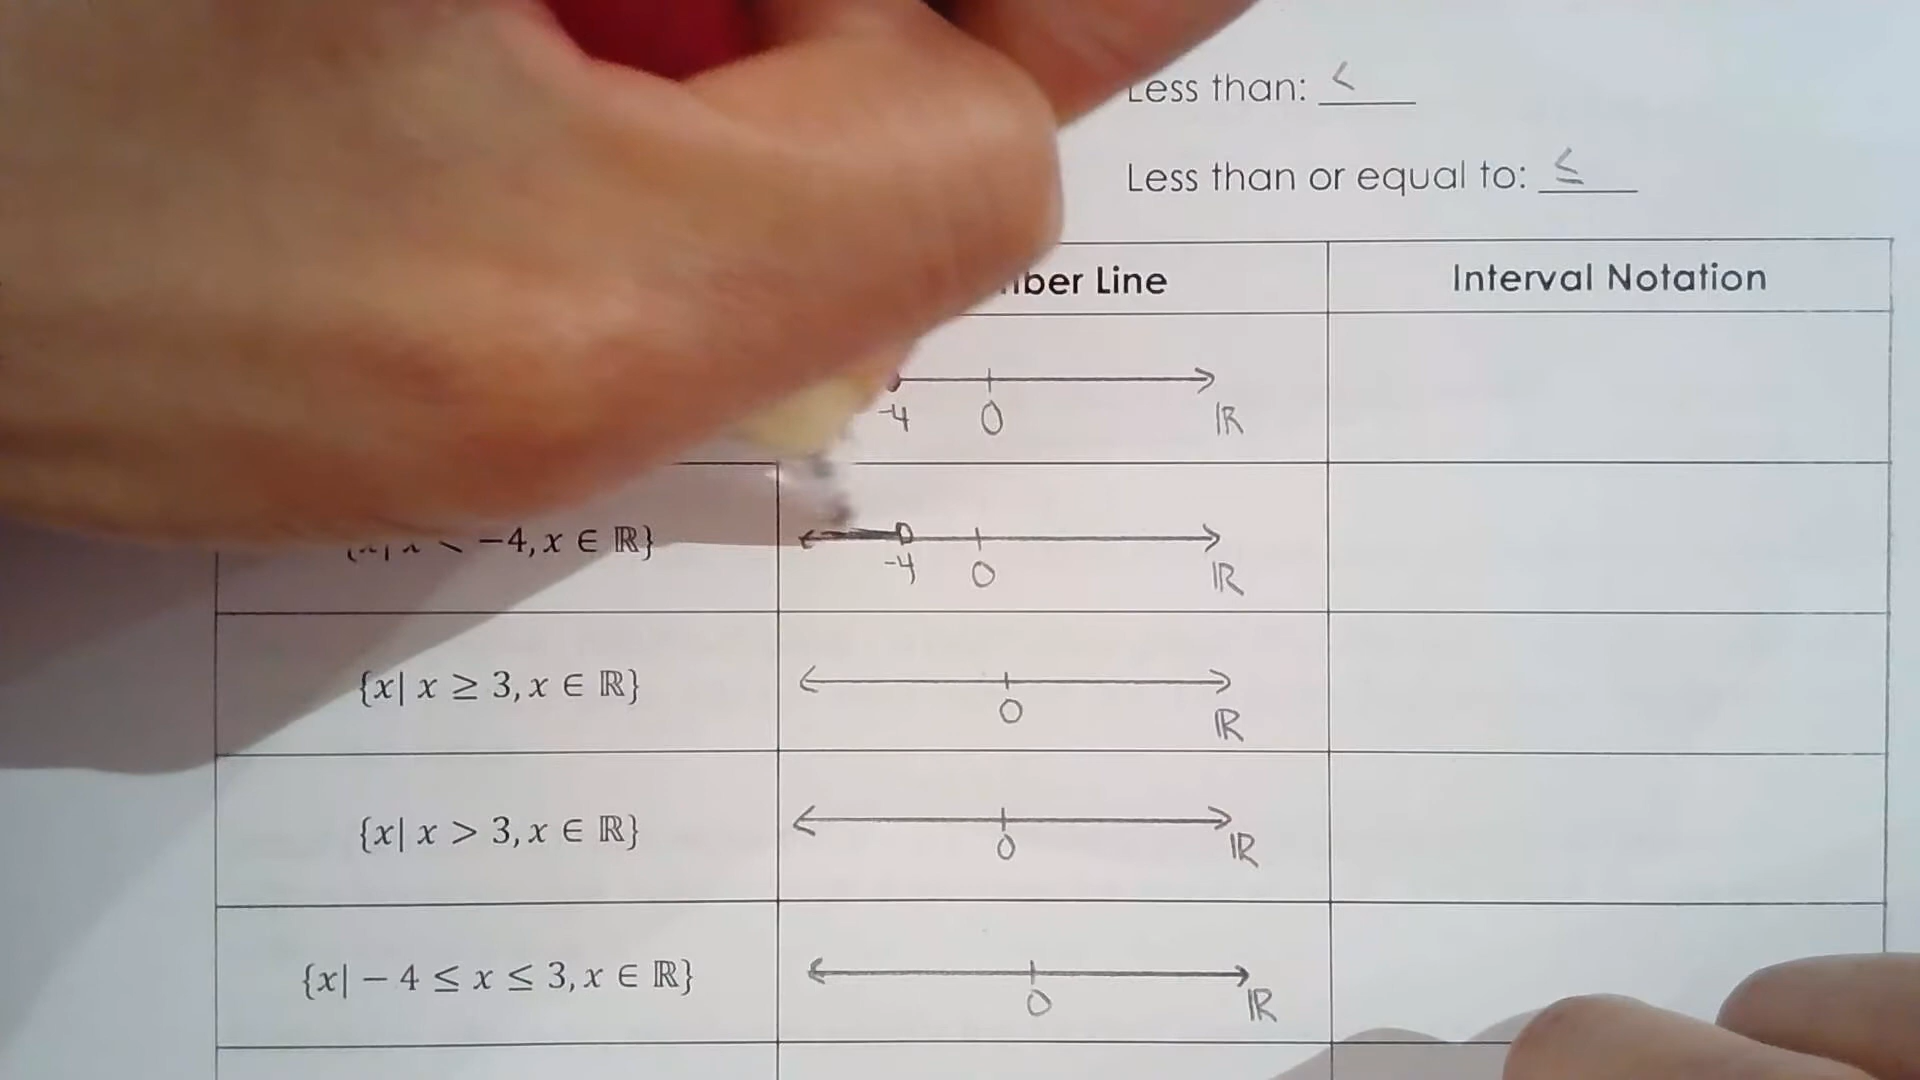 Less than: <
Less than or equal to: ≤
Line
Interval Notation
-4 0 ℝ
−4, x ∈ ℝ}
-4 0 ℝ
{x| x ≥ 3, x ∈ ℝ}
0 ℝ
{x| x > 3, x ∈ ℝ}
0 ℝ
{x| − 4 ≤ x ≤ 3, x ∈ ℝ}
0 ℝ